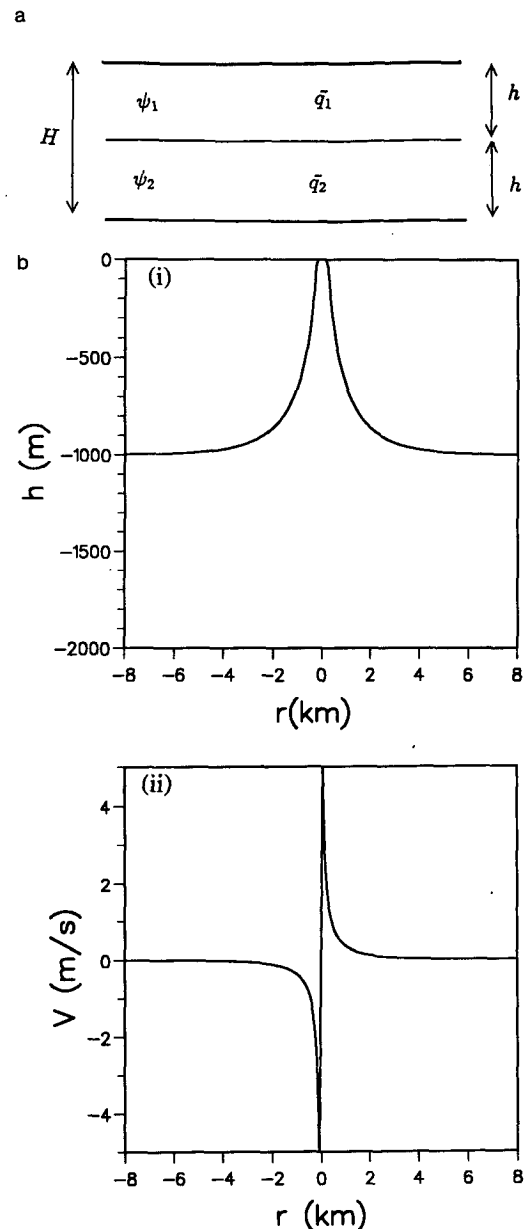 a
ψ₁ q̄₁ h
H
ψ₂ q̄₂ h
b
(i)
0
-500
-1000
-1500
-2000
h (m)
-8 -6 -4 -2 0 2 4 6 8
r(km)
(ii)
4
2
0
-2
-4
V (m/s)
-8 -6 -4 -2 0 2 4 6 8
r (km)